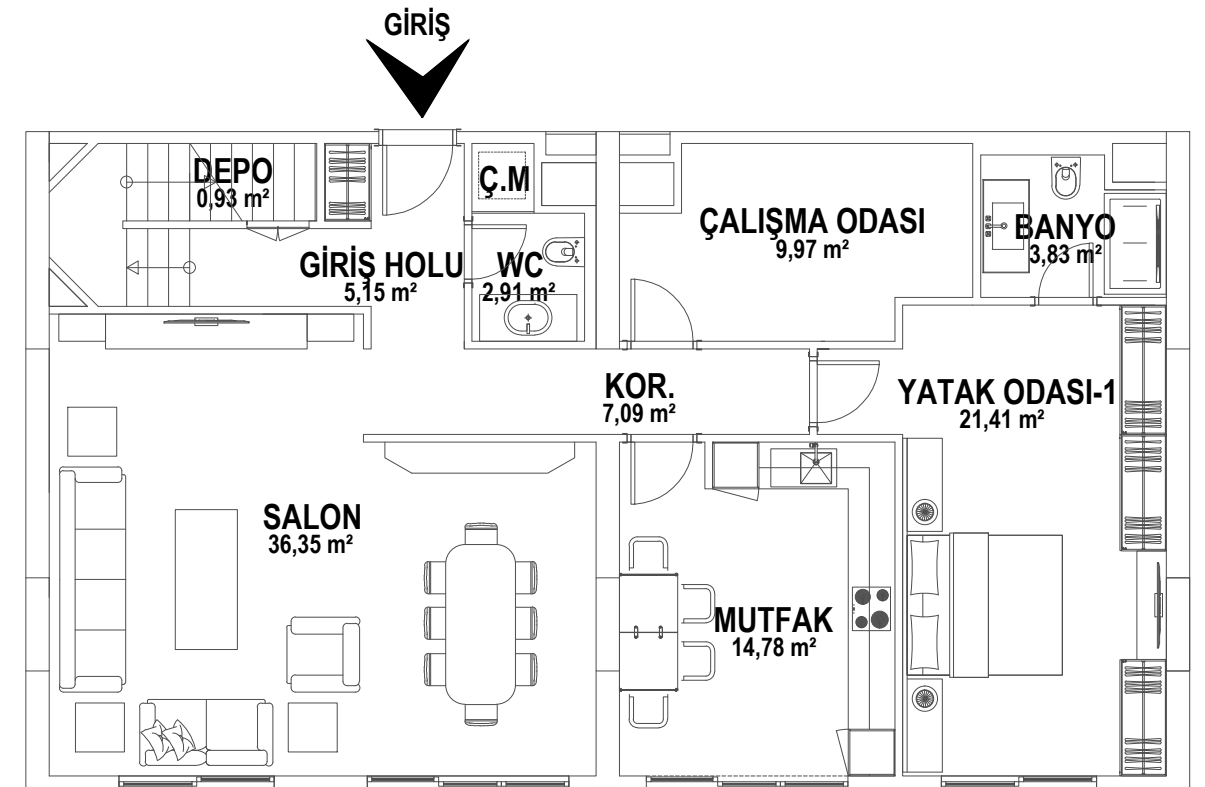 GİRİŞ
DEPO
0,93 m²
Ç.M
GİRİŞ HOLU
5,15 m²
WC
2,91 m²
ÇALIŞMA ODASI
9,97 m²
BANYO
3,83 m²
KOR.
7,09 m²
YATAK ODASI-1
21,41 m²
SALON
36,35 m²
MUTFAK
14,78 m²